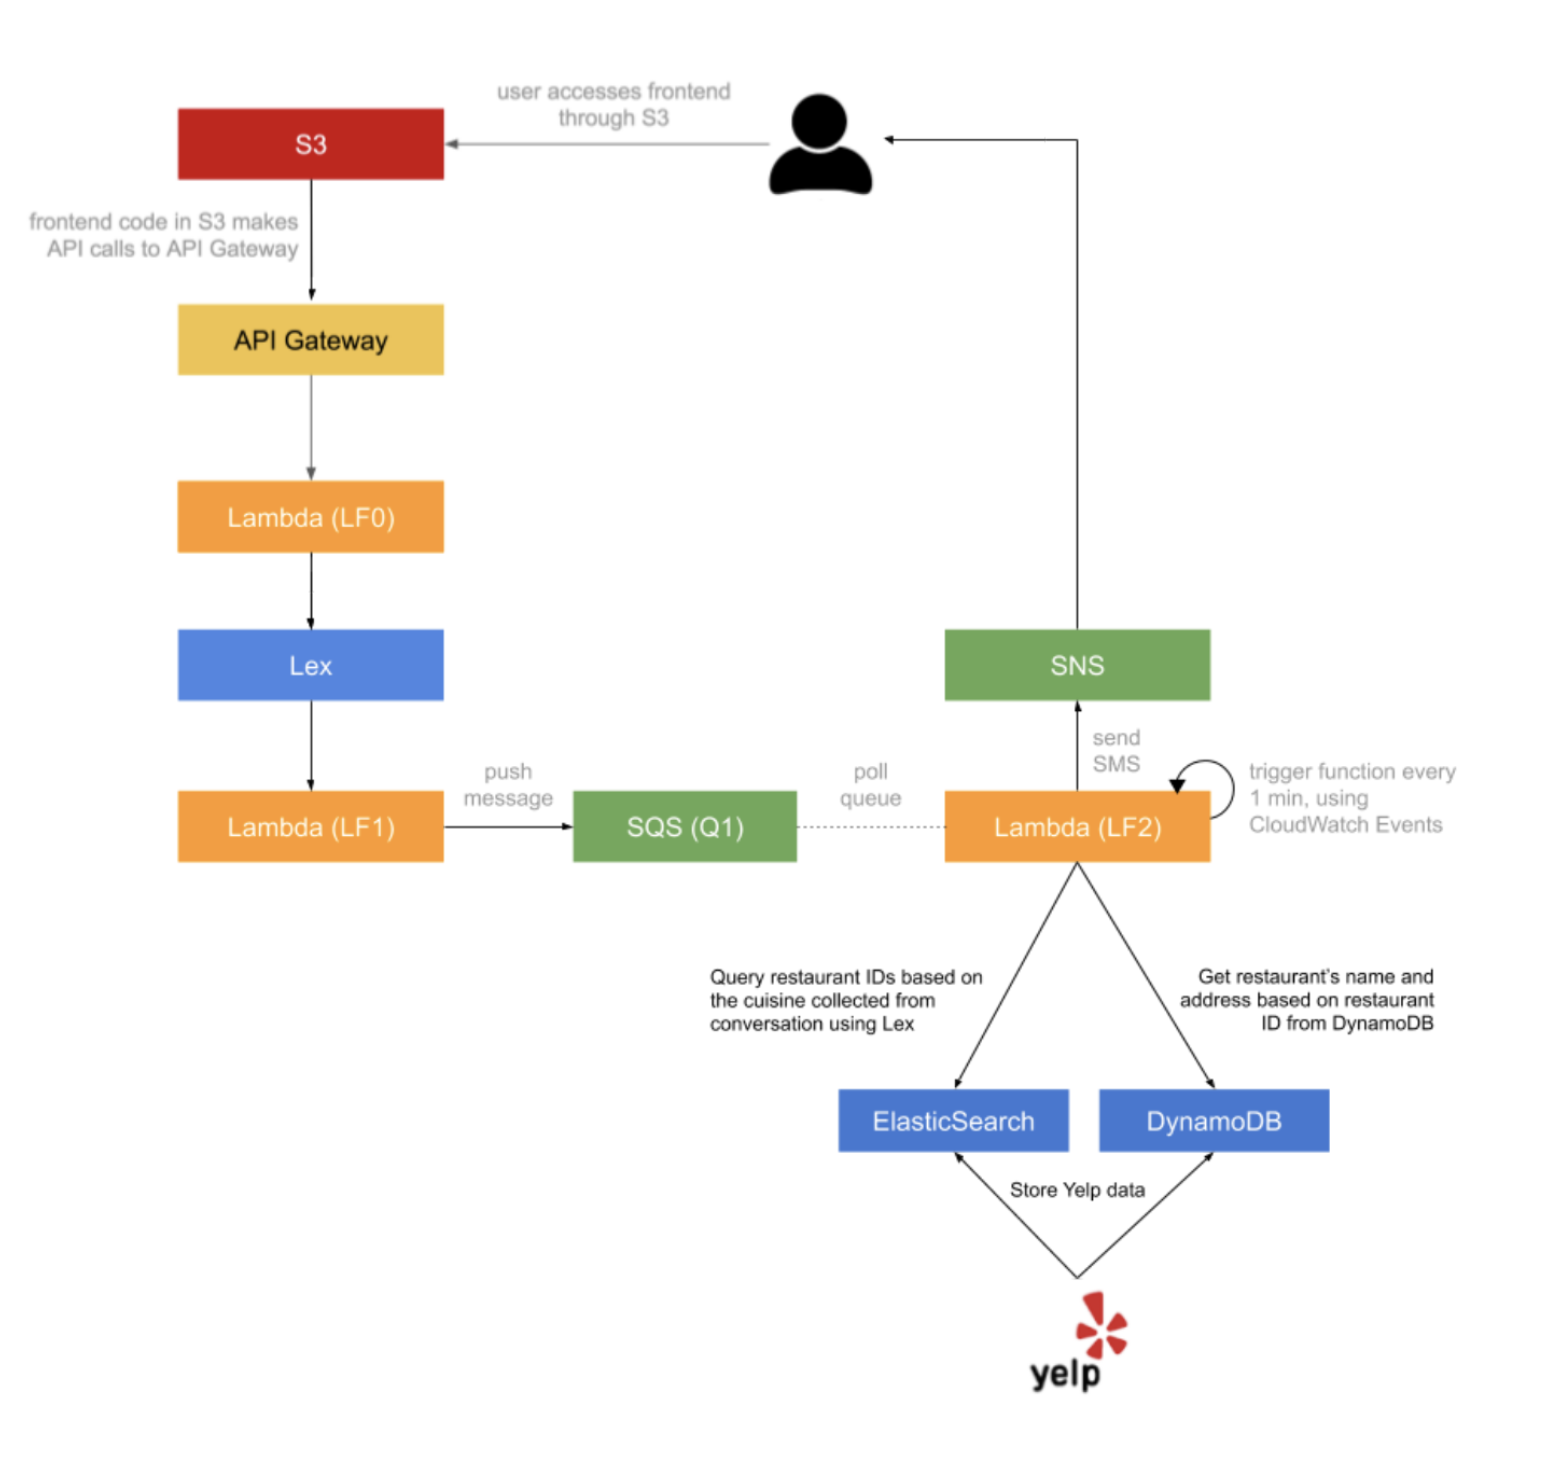 user accesses frontend
through S3
S3
frontend code in S3 makes
API calls to API Gateway
API Gateway
Lambda (LF0)
Lex
SNS
send
SMS
push
message
poll
queue
trigger function every
1 min, using
CloudWatch Events
Lambda (LF1)
SQS (Q1)
Lambda (LF2)
Query restaurant IDs based on
the cuisine collected from
conversation using Lex
Get restaurant's name and
address based on restaurant
ID from DynamoDB
ElasticSearch
DynamoDB
Store Yelp data
yelp